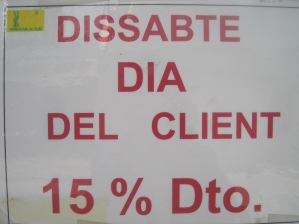 DISSABTE
DIA
DEL CLIENT
15 % Dto.